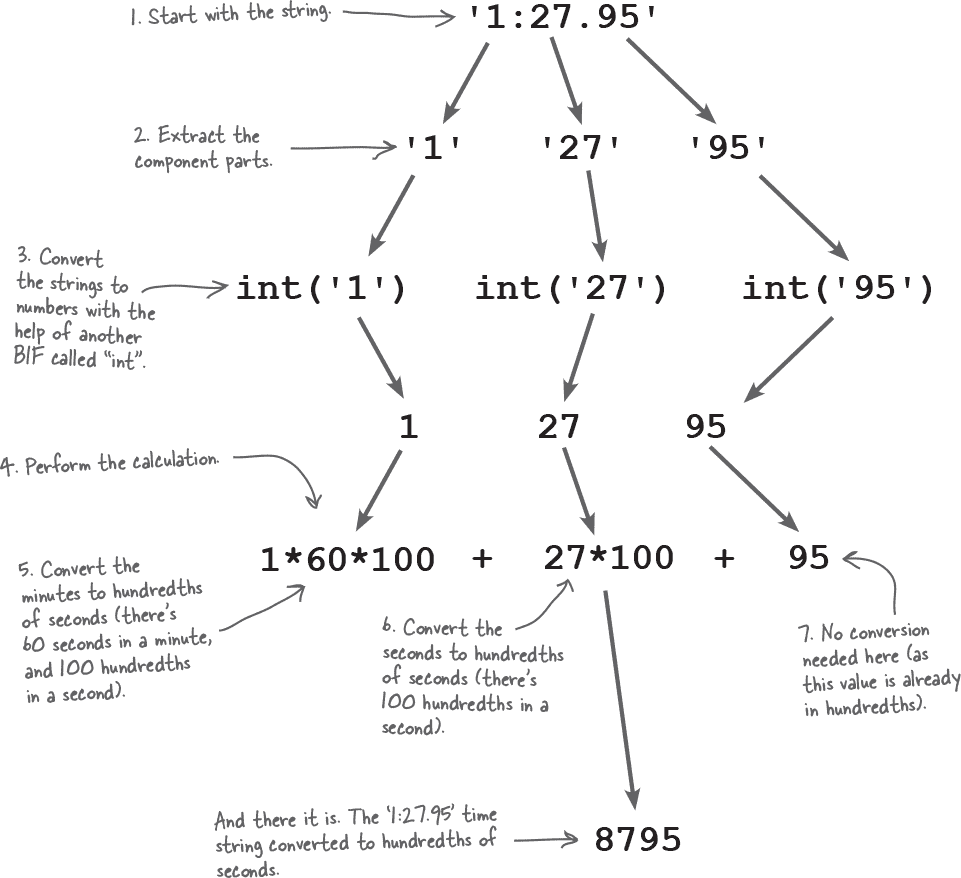 1. Start with the string.
'1:27.95'
2. Extract the
component parts.
'1' '27' '95'
3. Convert
the strings to
numbers with the
help of another
BIF called "int".
int('1') int('27') int('95')
1 27 95
4. Perform the calculation.
1*60*100 + 27*100 + 95
5. Convert the
minutes to hundredths
of seconds (there's
60 seconds in a minute,
and 100 hundredths
in a second).
6. Convert the
seconds to hundredths
of seconds (there's
100 hundredths in a
second).
7. No conversion
needed here (as
this value is already
in hundredths).
And there it is. The '1:27.95' time
string converted to hundredths of
seconds.
8795